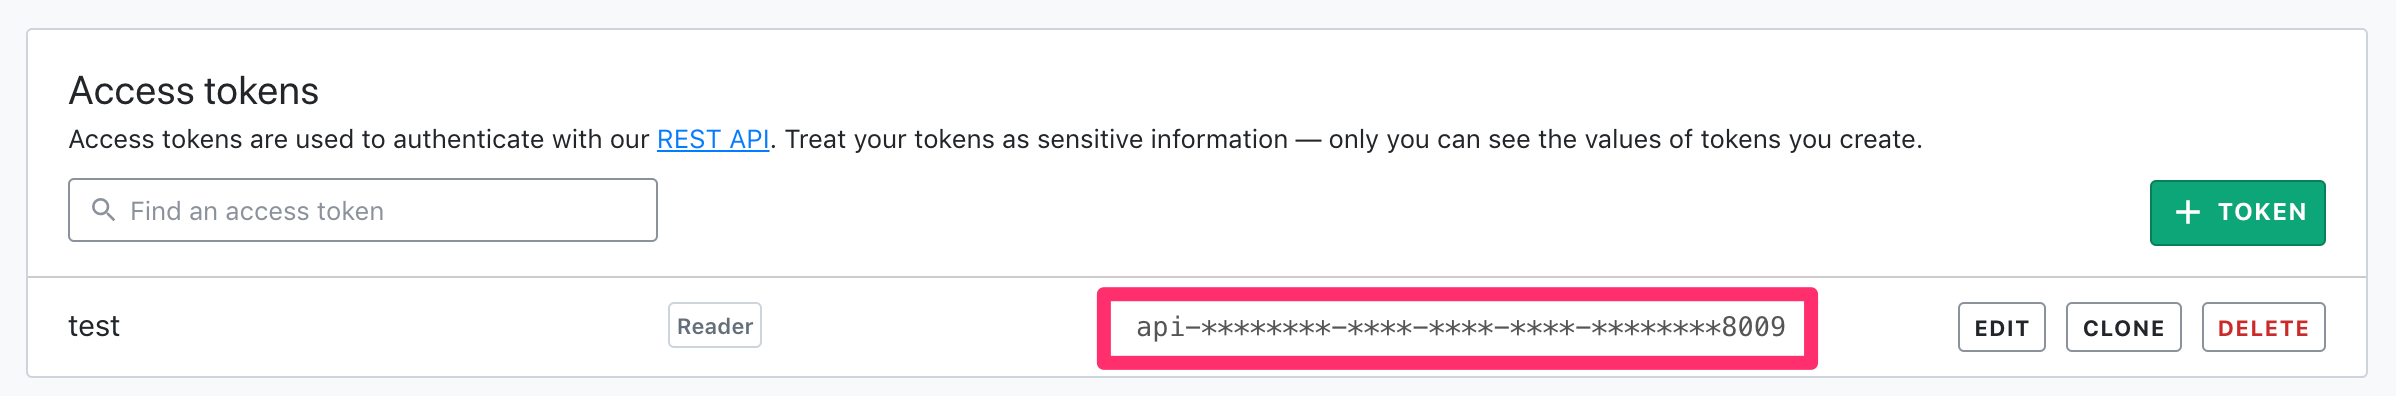 Access tokens
Access tokens are used to authenticate with our REST API. Treat your tokens as sensitive information — only you can see the values of tokens you create.
Find an access token
+ TOKEN
test Reader api-********-****-****-****-********8009 EDIT CLONE DELETE